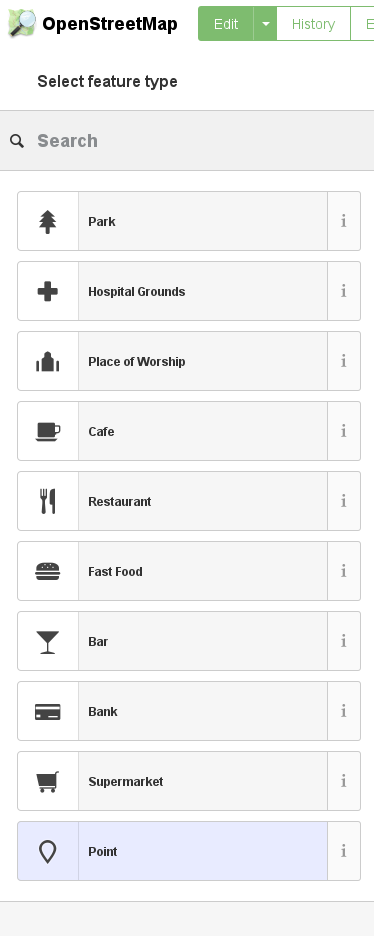 OpenStreetMap Edit History E
Select feature type
Search
Park i
Hospital Grounds i
Place of Worship i
Cafe i
Restaurant i
Fast Food i
Bar i
Bank i
Supermarket i
Point i